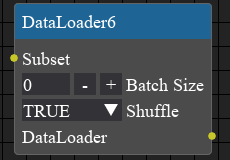 DataLoader6
Subset
0 - + Batch Size
TRUE Shuffle
DataLoader